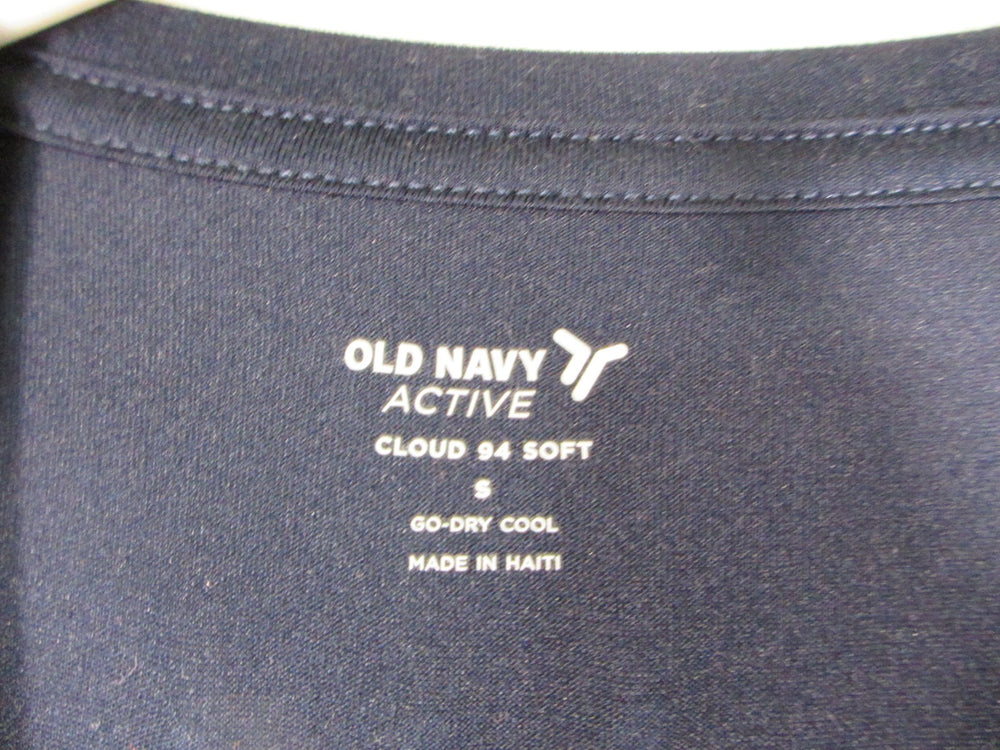 OLD NAVY
ACTIVE
CLOUD 94 SOFT
S
GO-DRY COOL
MADE IN HAITI